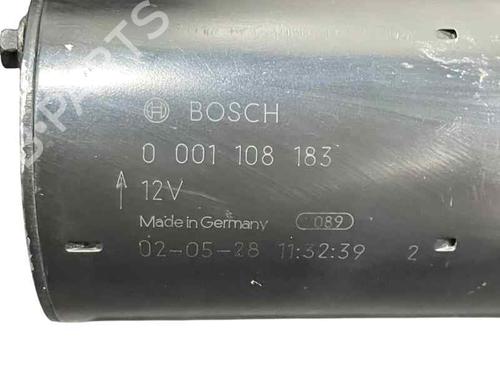 BOSCH
0 001 108 183
12V
Made in Germany 089
02-05-28 11:32:39 2